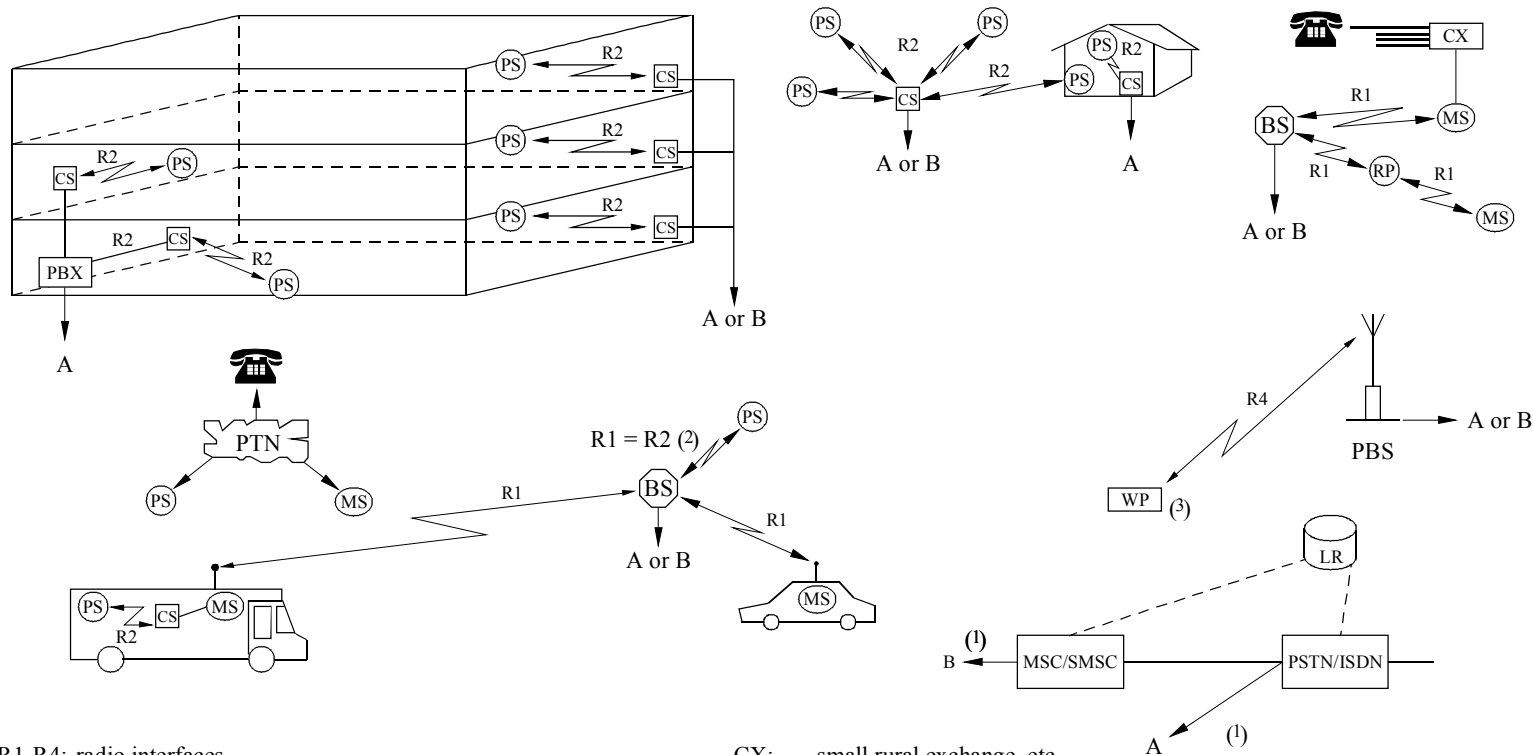 PS
R2
CS
PS
R2
CS
PS
R2
CS
CS
R2
PS
R2
CS
R2
PS
PBX
A
A or B
PS
PS
R2
PS
CS
R2
A or B
PS
R2
PS
CS
A
CX
R1
MS
BS
R1
RP
R1
MS
A or B
PTN
PS
MS
R1 = R2 (2)
PS
R1
BS
R1
A or B
PS
CS
MS
R2
MS
R4
A or B
PBS
WP
(3)
LR
(1)
B
MSC/SMSC
PSTN/ISDN
A
(1)
R1-R4: radio interfaces
CX: small rural exchange, etc.